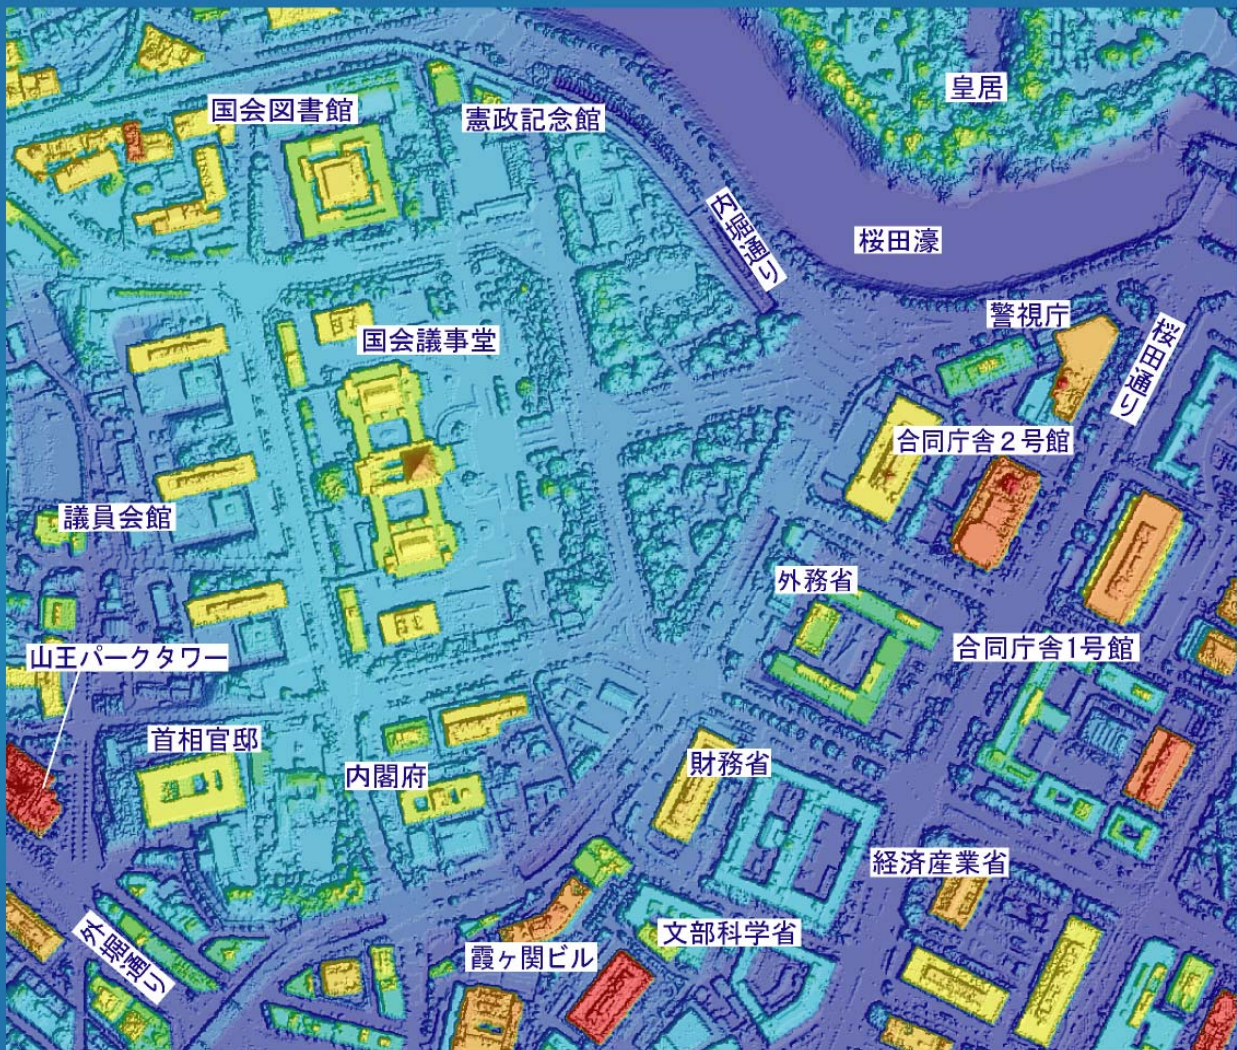 皇居
国会図書館
憲政記念館
内堀通り
桜田濠
警視庁
桜田通り
国会議事堂
合同庁舎２号館
議員会館
外務省
合同庁舎1号館
山王パークタワー
首相官邸
財務省
内閣府
経済産業省
文部科学省
霞ヶ関ビル
外堀通り